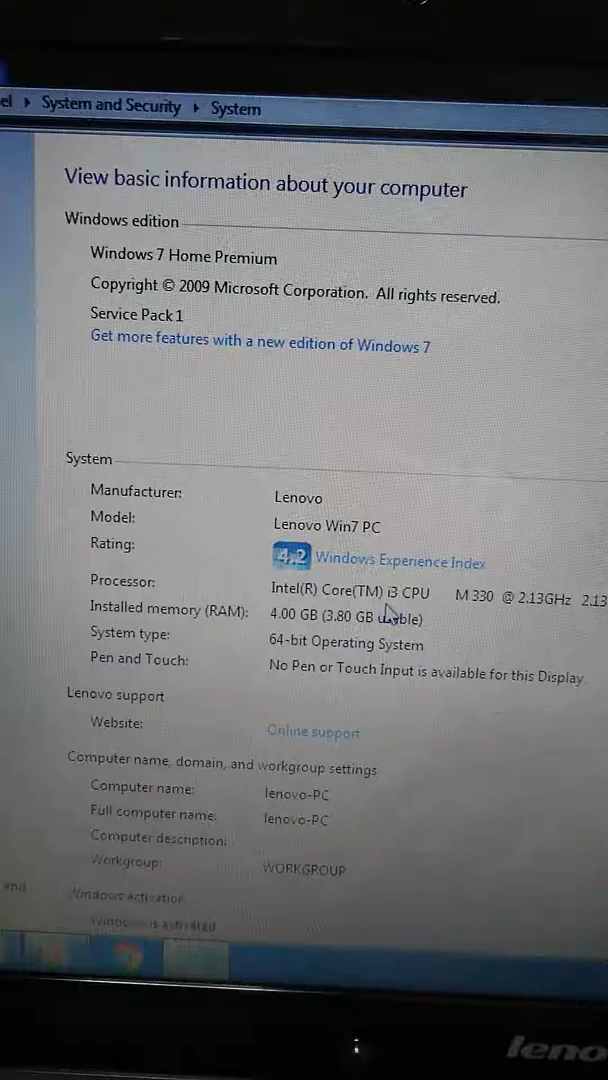 el ▸ System and Security ▸ System
View basic information about your computer
Windows edition
Windows 7 Home Premium
Copyright © 2009 Microsoft Corporation. All rights reserved.
Service Pack 1
Get more features with a new edition of Windows 7
System
Manufacturer: Lenovo
Model: Lenovo Win7 PC
Rating: 4.2 Windows Experience Index
Processor: Intel(R) Core(TM) i3 CPU M 330 @ 2.13GHz 2.13
Installed memory (RAM): 4.00 GB (3.80 GB usable)
System type: 64-bit Operating System
Pen and Touch: No Pen or Touch Input is available for this Display
Lenovo support
Website: Online support
Computer name, domain, and workgroup settings
Computer name: lenovo-PC
Full computer name: lenovo-PC
Computer description:
Workgroup: WORKGROUP
and
Windows activation
Windows is activated
leno